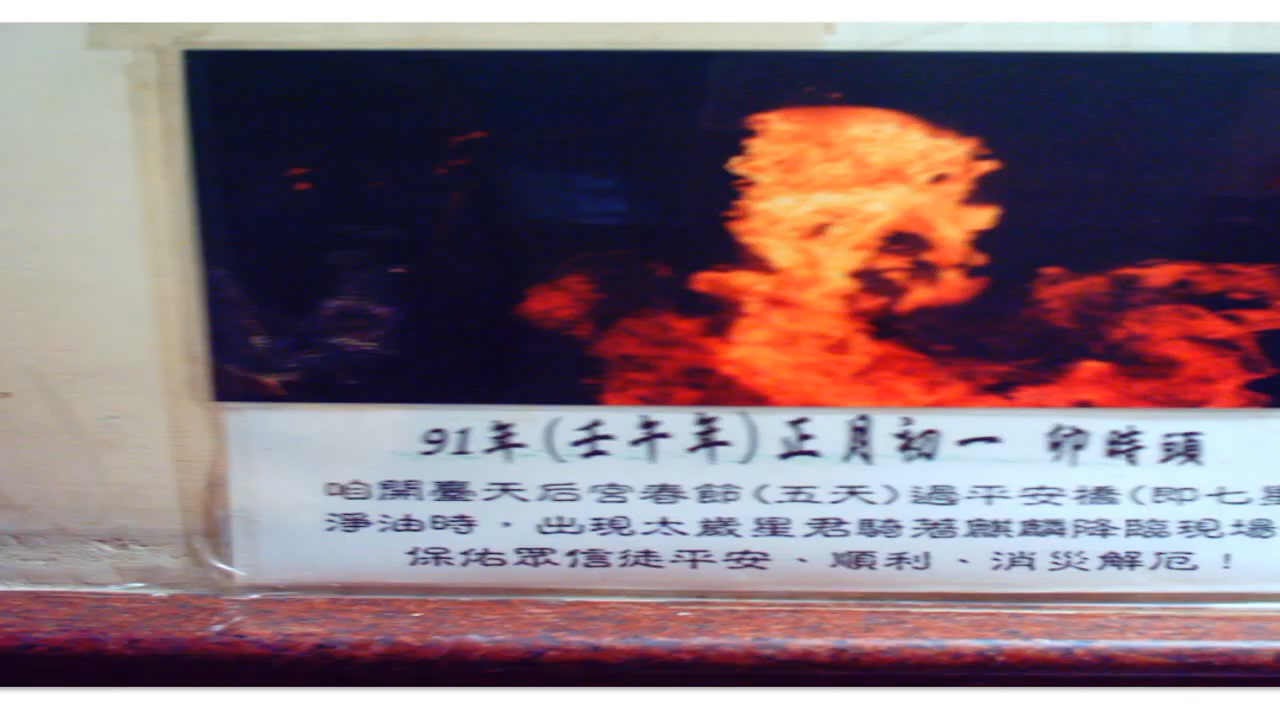 91年(壬午年)正月初一 卯時頭
咱開臺天后宮春節(五天)過平安橋(即七星
淨油時，出現太歲星君騎著麒麟降臨現場
保佑眾信徒平安、順利、消災解厄！